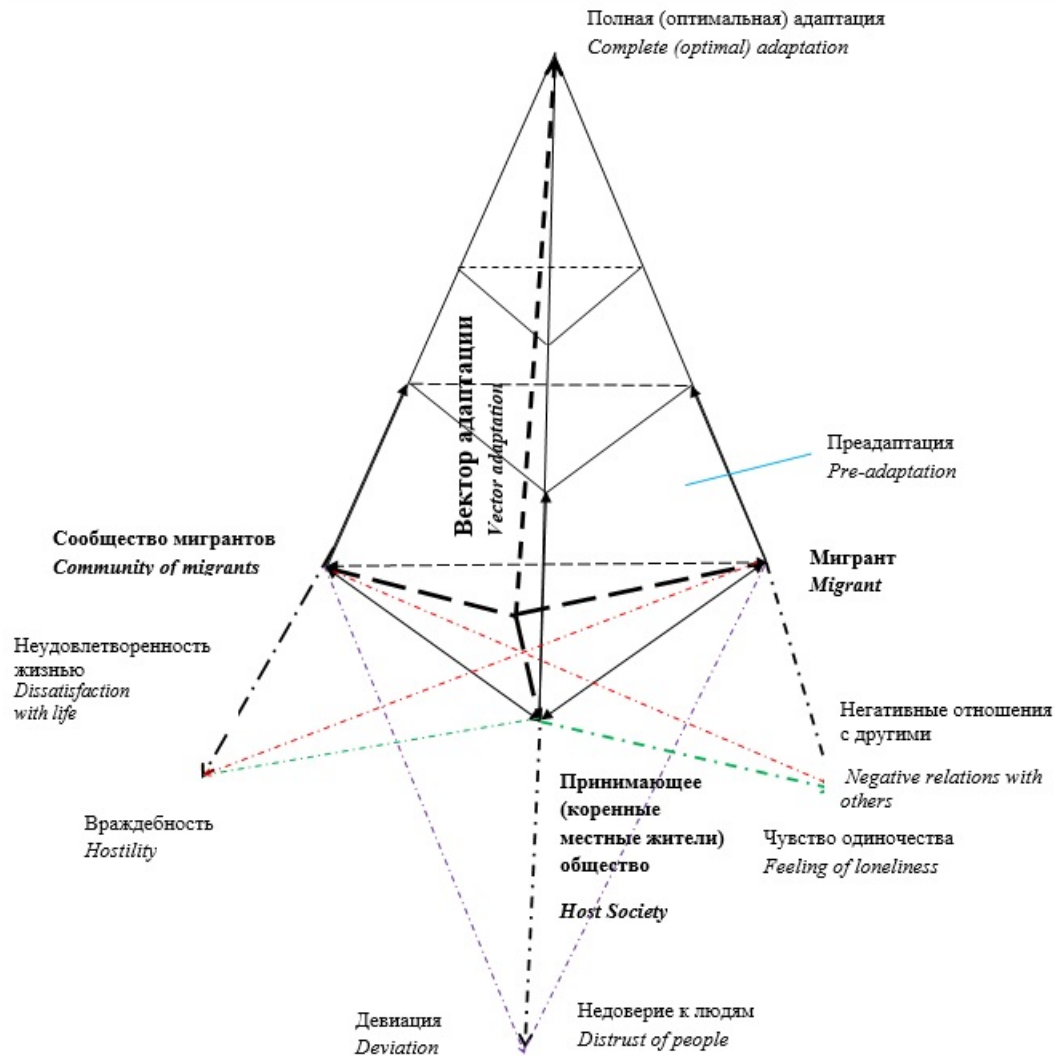 Полная (оптимальная) адаптация
Complete (optimal) adaptation
Вектор адаптации
Vector adaptation
Преадаптация
Pre-adaptation
Сообщество мигрантов
Community of migrants
Мигрант
Migrant
Неудовлетворенность
жизнью
Dissatisfaction
with life
Негативные отношения
с другими
Negative relations with
others
Враждебность
Hostility
Принимающее
(коренные
местные жители)
общество
Host Society
Чувство одиночества
Feeling of loneliness
Девиация
Deviation
Недоверие к людям
Distrust of people